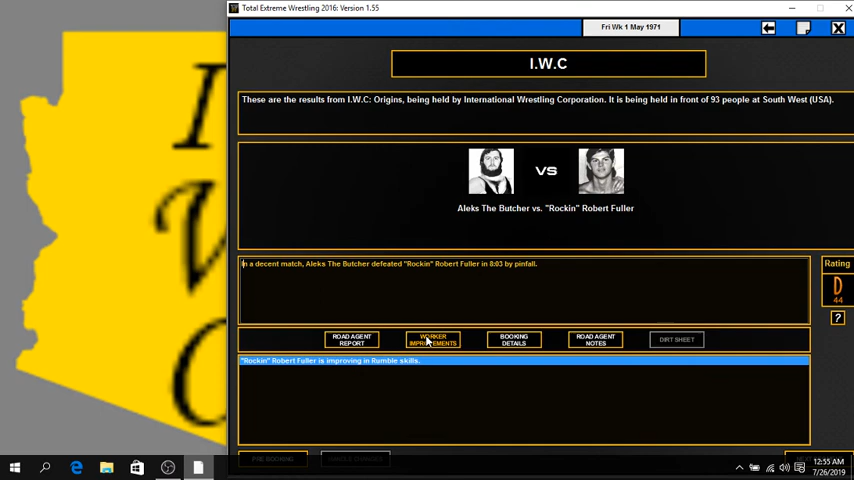 Total Extreme Wrestling 2016: Version 1.55
Fri Wk 1 May 1971
I.W.C
These are the results from I.W.C: Origins, being held by International Wrestling Corporation. It is being held in front of 93 people at South West (USA).
VS
Aleks The Butcher vs. "Rockin" Robert Fuller
In a decent match, Aleks The Butcher defeated "Rockin" Robert Fuller in 8:03 by pinfall.
Rating
D
44
?
ROAD AGENT REPORT
WORKER IMPROVEMENTS
BOOKING DETAILS
ROAD AGENT NOTES
DIRT SHEET
"Rockin" Robert Fuller is improving in Rumble skills.
PRE BOOKING
I
W
C
12:55 AM
7/26/2019